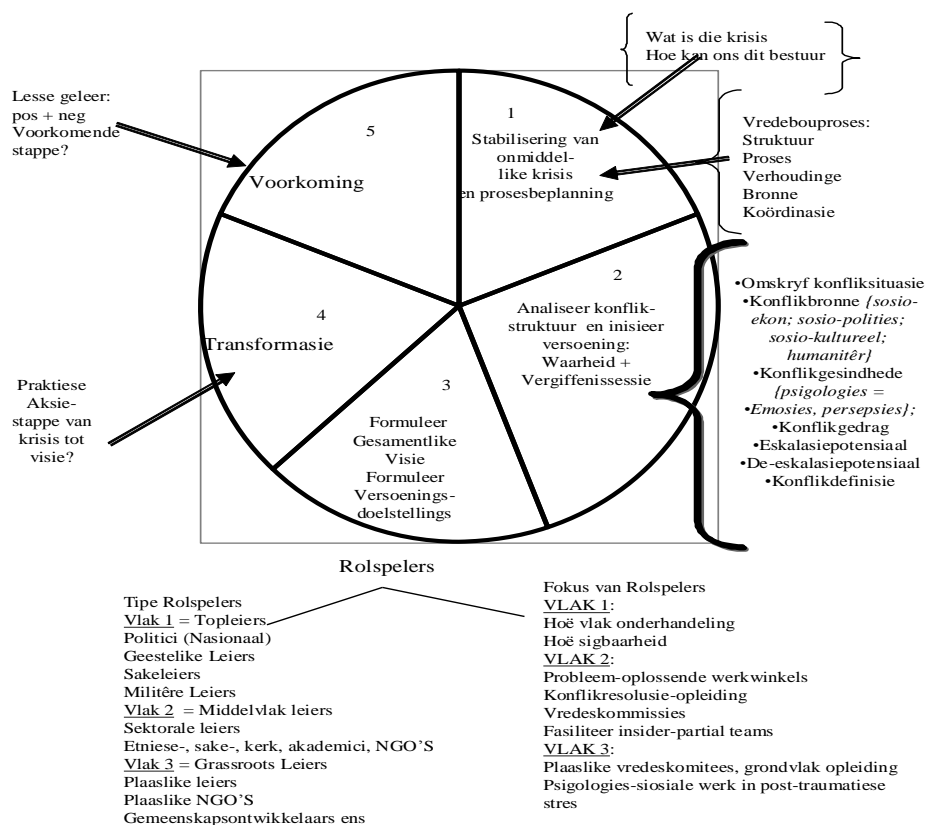 Wat is die krisis
Hoe kan ons dit bestuur
Lesse geleer:
pos + neg
Voorkomende
stappe?
5
Voorkoming
1
Stabilisering van
onmiddel-
like krisis
en prosesbeplanning
Vredebouproses:
Struktuur
Proses
Verhoudinge
Bronne
Koördinasie
2
Analiseer konflik-
struktuur en inisieer
versoening:
Waarheid +
Vergiffenissessie
•Omskryf konfliksituasie
•Konflikbronne {sosio-
ekon; sosio-polities;
sosio-kultureel;
humanitêr}
•Konflikgesindhede
{psigologies =
•Emosies, persepsies};
•Konflikgedrag
•Eskalasiepotensiaal
•De-eskalasiepotensiaal
•Konflikdefinisie
4
Transformasie
Praktiese
Aksie-
stappe van
krisis tot
visie?
3
Formuleer
Gesamentlike
Visie
Formuleer
Versoenings-
doelstellings
Rolspelers
Tipe Rolspelers
Vlak 1 = Topleiers
Politici (Nasionaal)
Geestelike Leiers
Sakeleiers
Militêre Leiers
Vlak 2 = Middelvlak leiers
Sektorale leiers
Etniese-, sake-, kerk, akademici, NGO'S
Vlak 3 = Grassroots Leiers
Plaaslike leiers
Plaaslike NGO'S
Gemeenskapsontwikkelaars ens
Fokus van Rolspelers
VLAK 1:
Hoë vlak onderhandeling
Hoë sigbaarheid
VLAK 2:
Probleem-oplossende werkwinkels
Konflikresolusie-opleiding
Vredeskommissies
Fasiliteer insider-partial teams
VLAK 3:
Plaaslike vredeskomitees, grondvlak opleiding
Psigologies-siosiale werk in post-traumatiese
stres